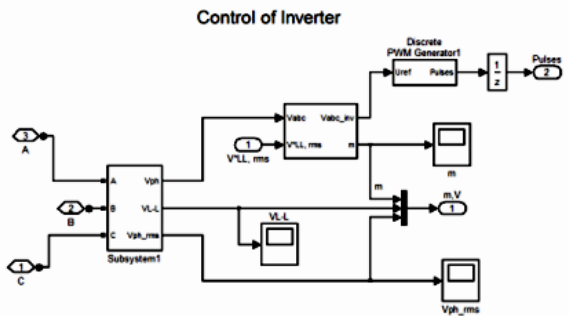 Control of Inverter
Discrete
PWM Generator1
Uref
Pulses
1
z
Pulses
2
Vabc
Vabc_inv
V*LL, rms
m
1
V*LL, rms
m
3
A
A
Vph
2
B
B
VL-L
VL-L
m
m,V
1
C
Vph_rms
Subsystem1
1
C
Vph_rms